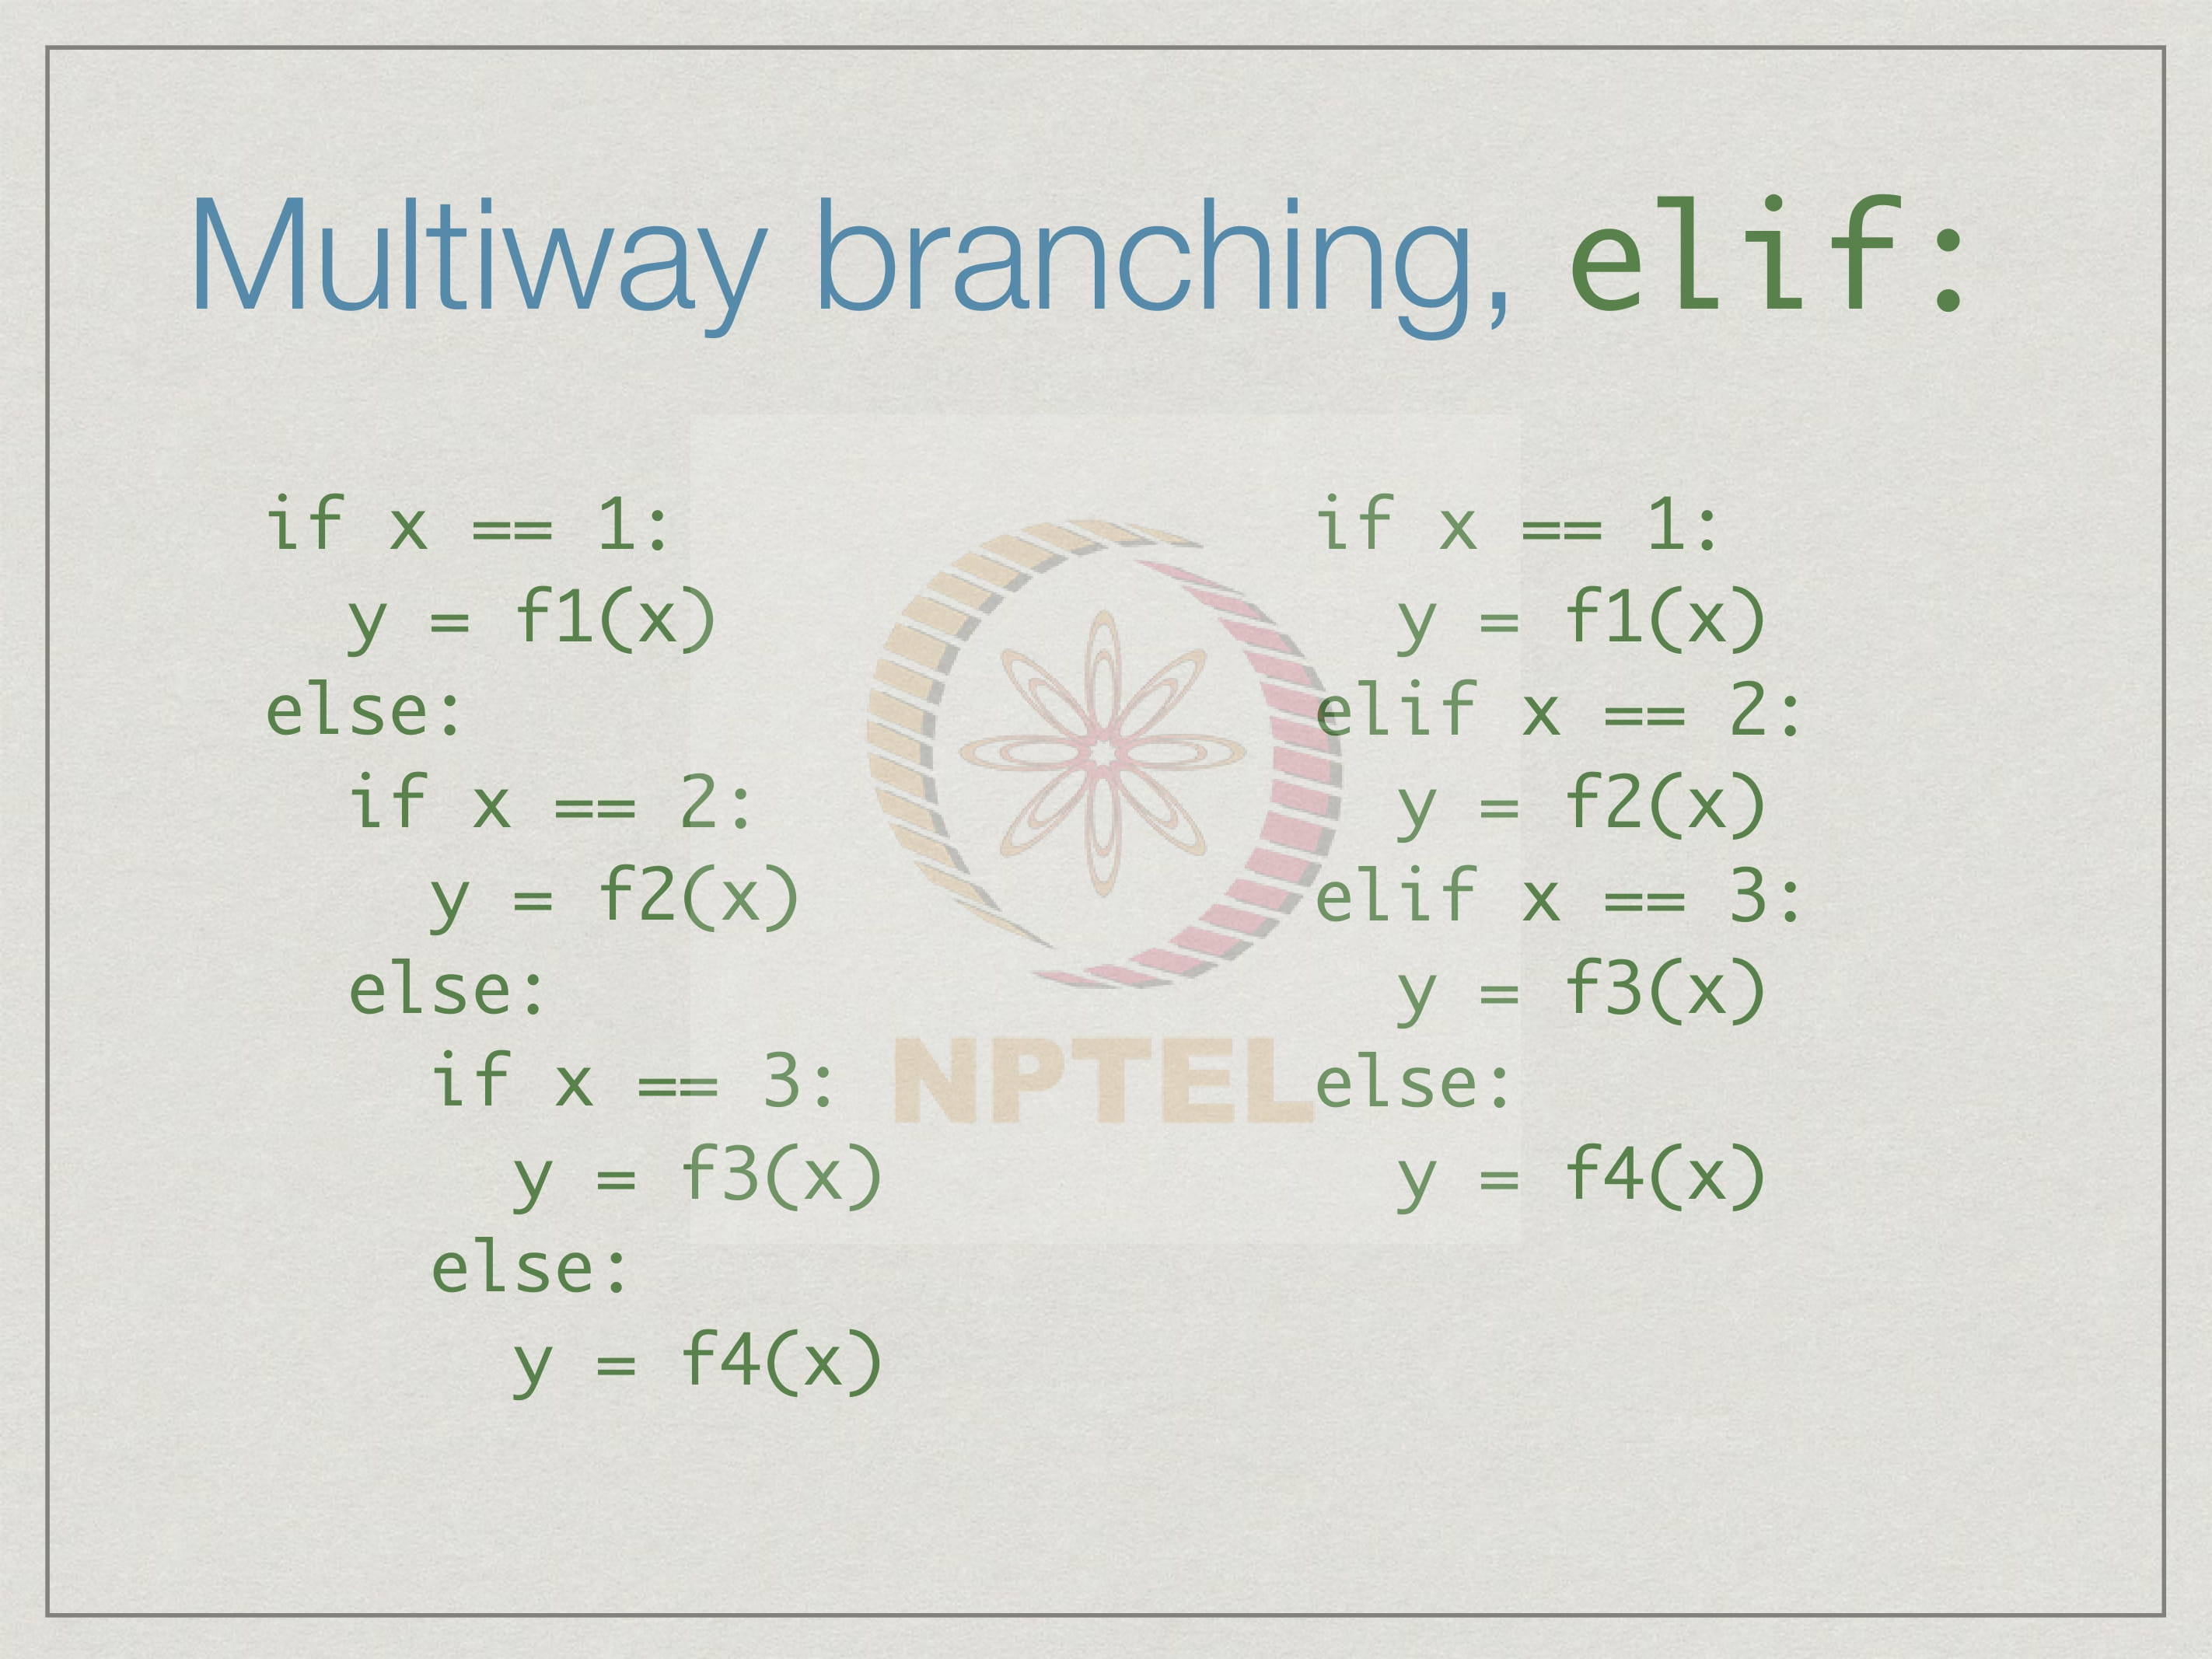 Multiway branching, elif:
if x == 1:
  y = f1(x)
else:
  if x == 2:
    y = f2(x)
  else:
    if x == 3:
      y = f3(x)
    else:
      y = f4(x)
if x == 1:
  y = f1(x)
elif x == 2:
  y = f2(x)
elif x == 3:
  y = f3(x)
else:
  y = f4(x)
NPTEL